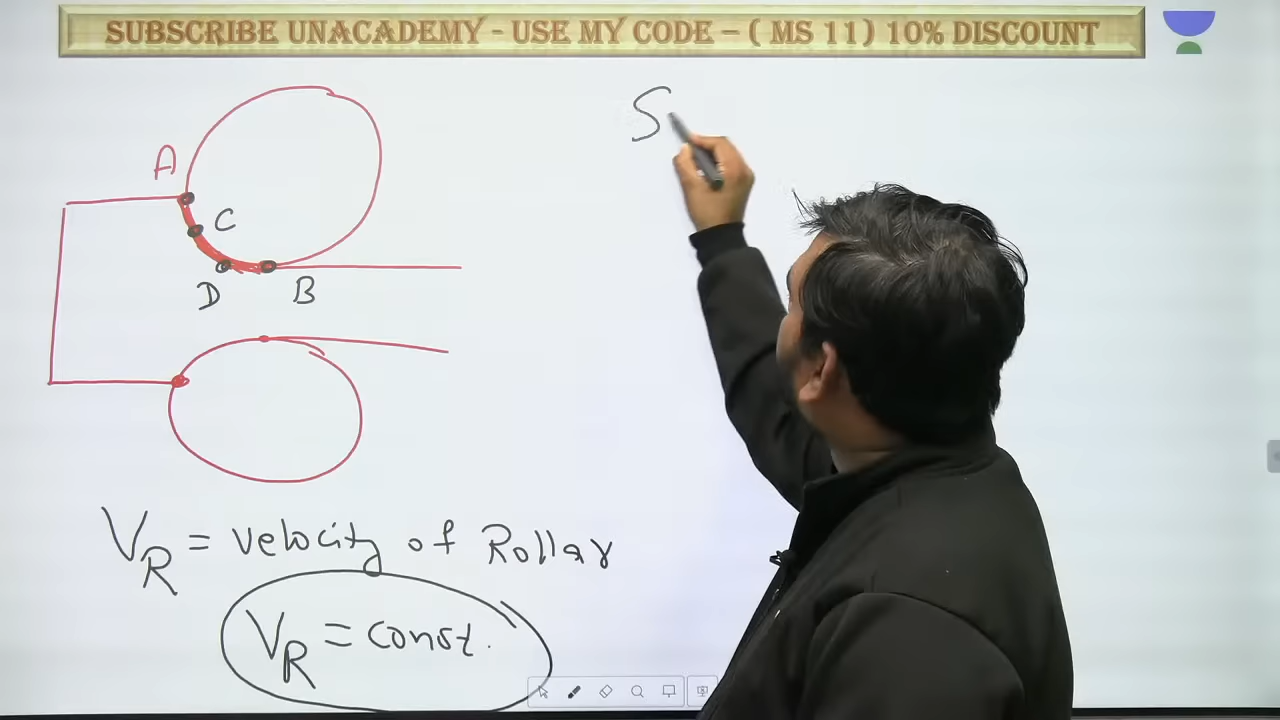 SUBSCRIBE UNACADEMY - USE MY CODE – ( MS 11) 10% DISCOUNT
S
A
C
D
B
V_R = velocity of Rollar
V_R = const.